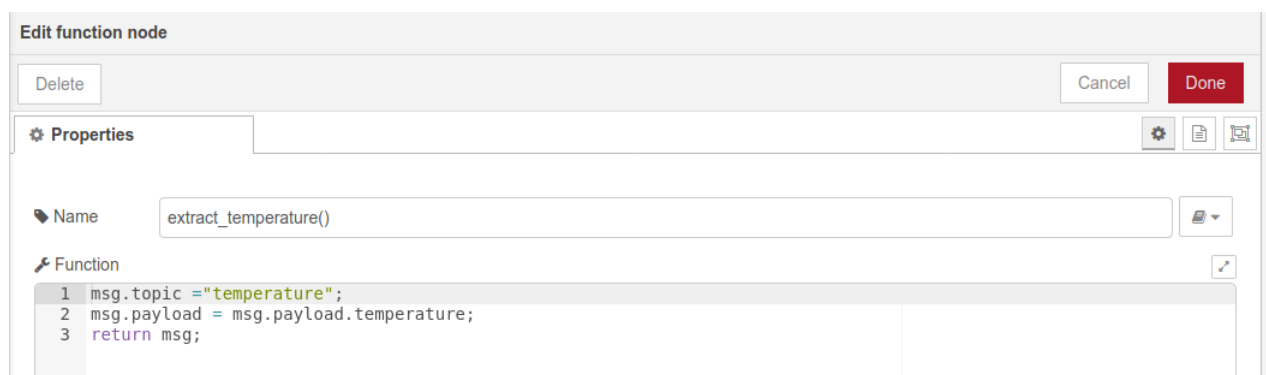 Edit function node
Delete Cancel Done
Properties
Name extract_temperature()
Function
1 msg.topic ="temperature";
2 msg.payload = msg.payload.temperature;
3 return msg;